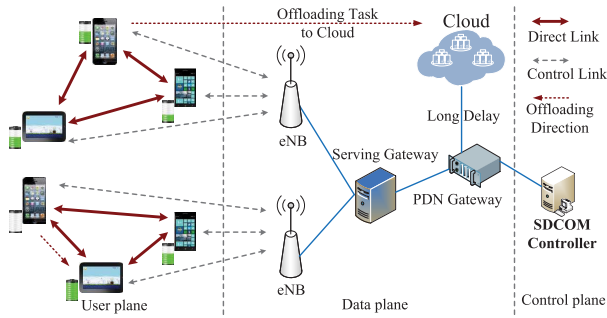 Offloading Task
to Cloud
Cloud
Direct Link
Control Link
Offloading
Direction
Long Delay
eNB
Serving Gateway
PDN Gateway
SDCOM
Controller
eNB
User plane
Data plane
Control plane